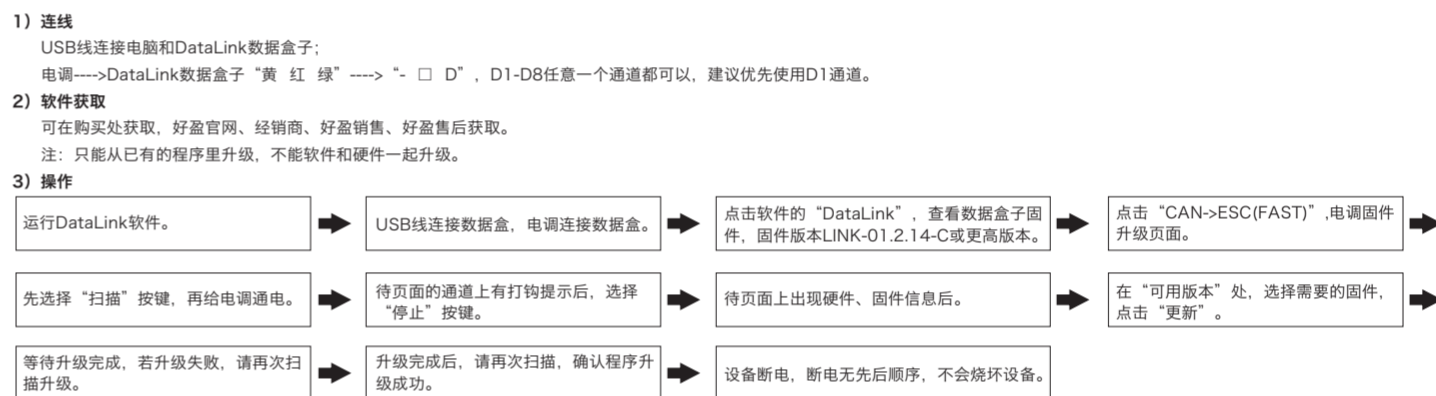 1）连线
USB线连接电脑和DataLink数据盒子；
电调---->DataLink数据盒子“黄 红 绿”---->“- □ D”，D1-D8任意一个通道都可以，建议优先使用D1通道。
2）软件获取
可在购买处获取，好盈官网、经销商、好盈销售、好盈售后获取。
注：只能从已有的程序里升级，不能软件和硬件一起升级。
3）操作
运行DataLink软件。
USB线连接数据盒，电调连接数据盒。
点击软件的“DataLink”，查看数据盒子固
件，固件版本LINK-01.2.14-C或更高版本。
点击“CAN->ESC(FAST)”,电调固件
升级页面。
先选择“扫描”按键，再给电调通电。
待页面的通道上有打钩提示后，选择
“停止”按键。
待页面上出现硬件、固件信息后。
在“可用版本”处，选择需要的固件，
点击“更新”。
等待升级完成，若升级失败，请再次扫
描升级。
升级完成后，请再次扫描，确认程序升
级成功。
设备断电，断电无先后顺序，不会烧坏设备。